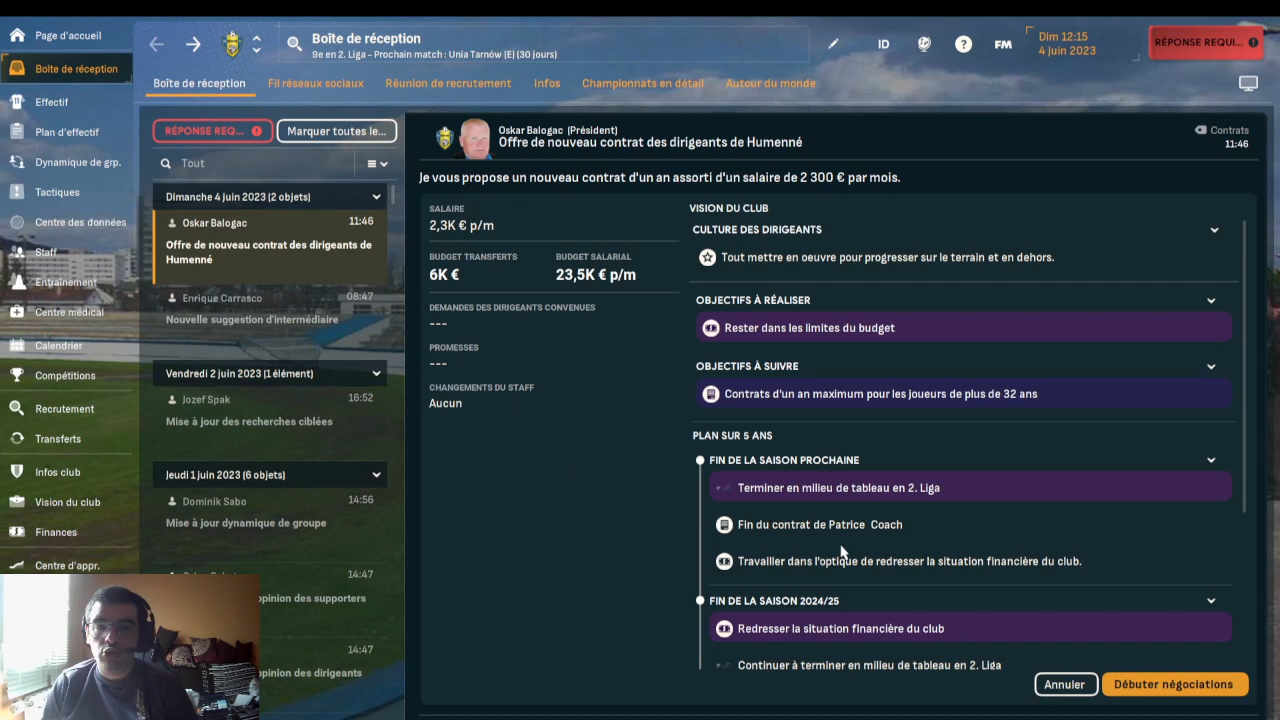 Page d'accueil
Boîte de réception
Effectif
Plan d'effectif
Dynamique de grp.
Tactiques
Centre des données
Staff
Entraînement
Centre médical
Calendrier
Compétitions
Recrutement
Transferts
Infos club
Vision du club
Finances
Centre d'appr.
Boîte de réception
9e en 2. Liga - Prochain match : Unia Tarnów (E) (30 jours)
ID
?
FM
Dim 12:15
4 juin 2023
RÉPONSE REQUI... !
Boîte de réception
Fil réseaux sociaux
Réunion de recrutement
Infos
Championnats en détail
Autour du monde
RÉPONSE REQ... !
Marquer toutes le...
Tout
Dimanche 4 juin 2023 (2 objets)
Oskar Balogac 11:46
Offre de nouveau contrat des dirigeants de
Humenné
Enrique Carrasco 08:47
Nouvelle suggestion d'intermédiaire
Vendredi 2 juin 2023 (1 élément)
Jozef Spak 16:52
Mise à jour des recherches ciblées
Jeudi 1 juin 2023 (6 objets)
Dominik Sabo 14:56
Mise à jour dynamique de groupe
14:47
opinion des supporters
14:47
opinion des dirigeants
Oskar Balogac (Président)
Offre de nouveau contrat des dirigeants de Humenné
Contrats
11:46
Je vous propose un nouveau contrat d'un an assorti d'un salaire de 2 300 € par mois.
SALAIRE
2,3K € p/m
BUDGET TRANSFERTS
6K €
BUDGET SALARIAL
23,5K € p/m
DEMANDES DES DIRIGEANTS CONVENUES
---
PROMESSES
---
CHANGEMENTS DU STAFF
Aucun
VISION DU CLUB
CULTURE DES DIRIGEANTS
Tout mettre en oeuvre pour progresser sur le terrain et en dehors.
OBJECTIFS À RÉALISER
Rester dans les limites du budget
OBJECTIFS À SUIVRE
Contrats d'un an maximum pour les joueurs de plus de 32 ans
PLAN SUR 5 ANS
FIN DE LA SAISON PROCHAINE
Terminer en milieu de tableau en 2. Liga
Fin du contrat de Patrice Coach
Travailler dans l'optique de redresser la situation financière du club.
FIN DE LA SAISON 2024/25
Redresser la situation financière du club
Continuer à terminer en milieu de tableau en 2. Liga
Annuler
Débuter négociations